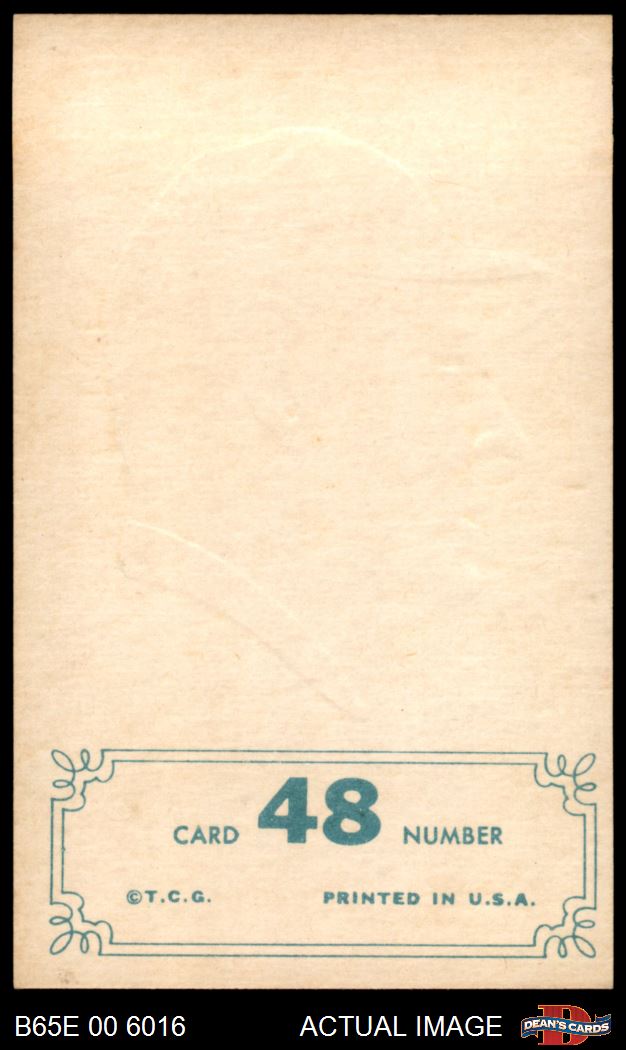 CARD 48 NUMBER
©T.C.G. PRINTED IN U.S.A.
B65E 00 6016 ACTUAL IMAGE DEAN'S CARDS